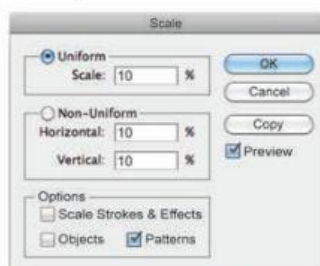 Scale
Uniform
Scale: 10 %
Non-Uniform
Horizontal: 10 %
Vertical: 10 %
Options
Scale Strokes & Effects
Objects Patterns
OK
Cancel
Copy
Preview